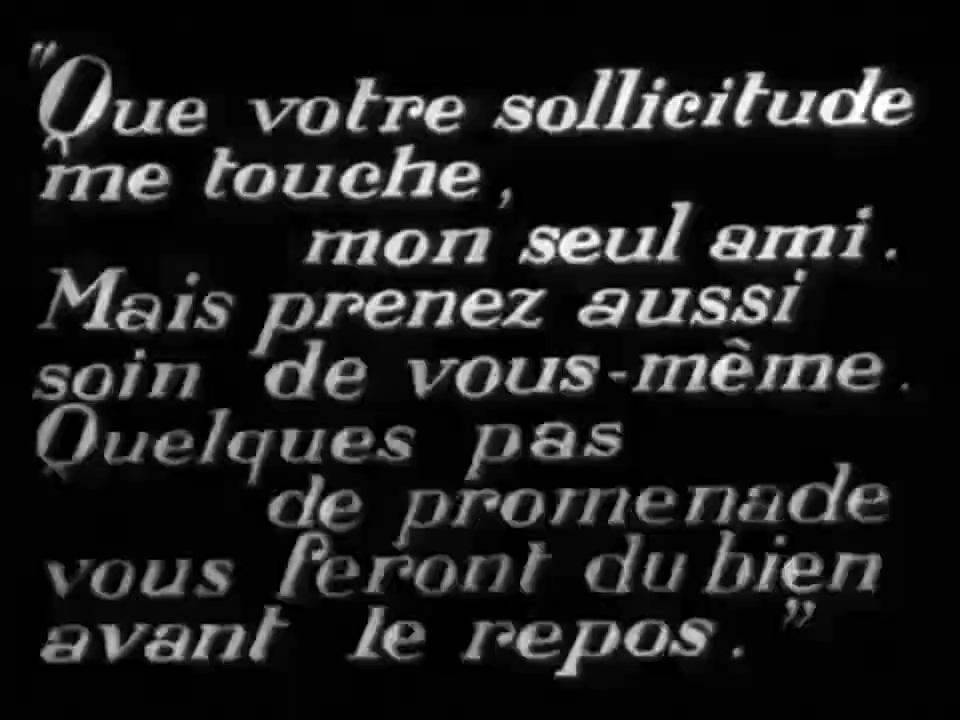 "Que votre sollicitude
me touche,
mon seul ami.
Mais prenez aussi
soin de vous-même.
Quelques pas
de promenade
vous feront du bien
avant le repos."